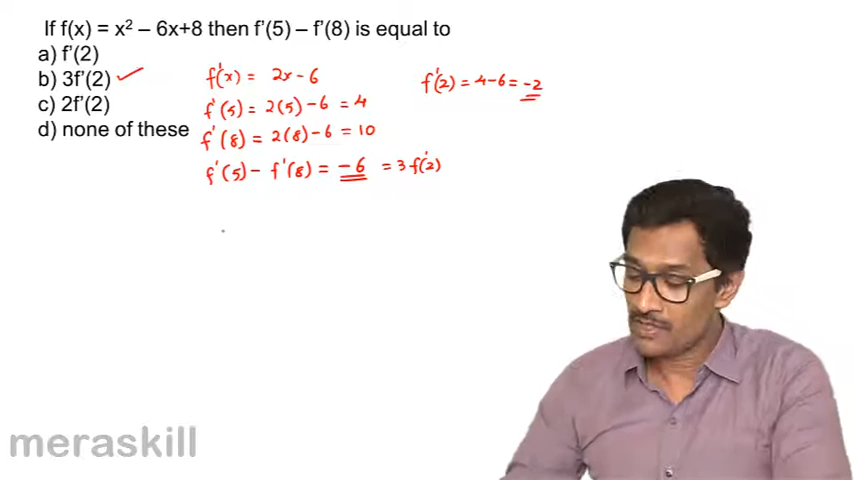 If f(x) = x² – 6x+8 then f’(5) – f’(8) is equal to
a) f’(2)
b) 3f’(2) ✓
c) 2f’(2)
d) none of these
f'(x) = 2x - 6
f'(5) = 2(5) - 6 = 4
f'(8) = 2(8) - 6 = 10
f'(5) - f'(8) = -6 = 3 f'(2)
f'(2) = 4 - 6 = -2
meraskill